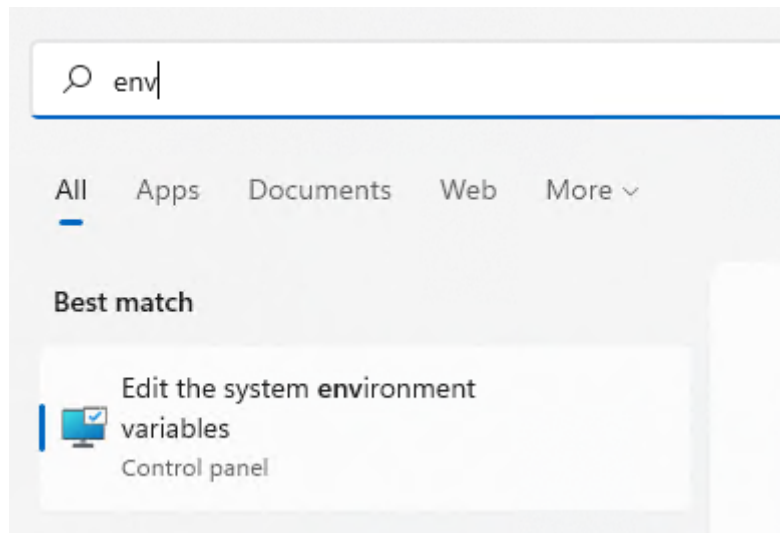 env
All Apps Documents Web More
Best match
Edit the system environment
variables
Control panel